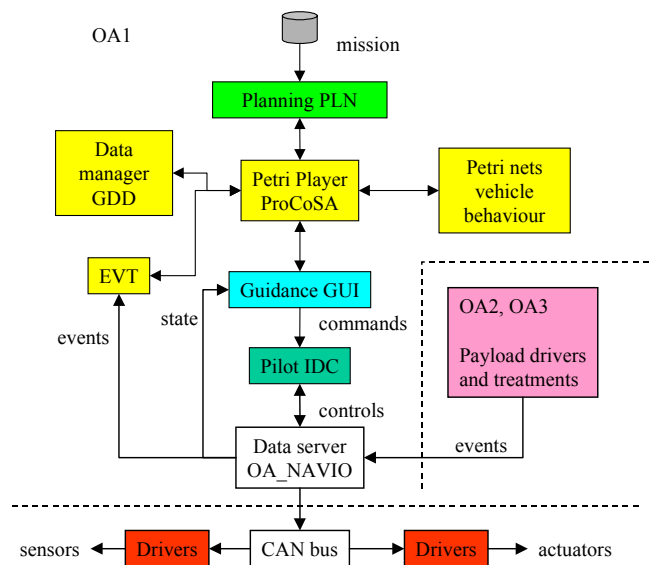 OA1
mission
Planning PLN
Data
manager
GDD
Petri Player
ProCoSA
Petri nets
vehicle
behaviour
EVT
Guidance GUI
OA2, OA3
events
state
commands
Payload drivers
and treatments
Pilot IDC
controls
Data server
OA_NAVIO
events
sensors
Drivers
CAN bus
Drivers
actuators